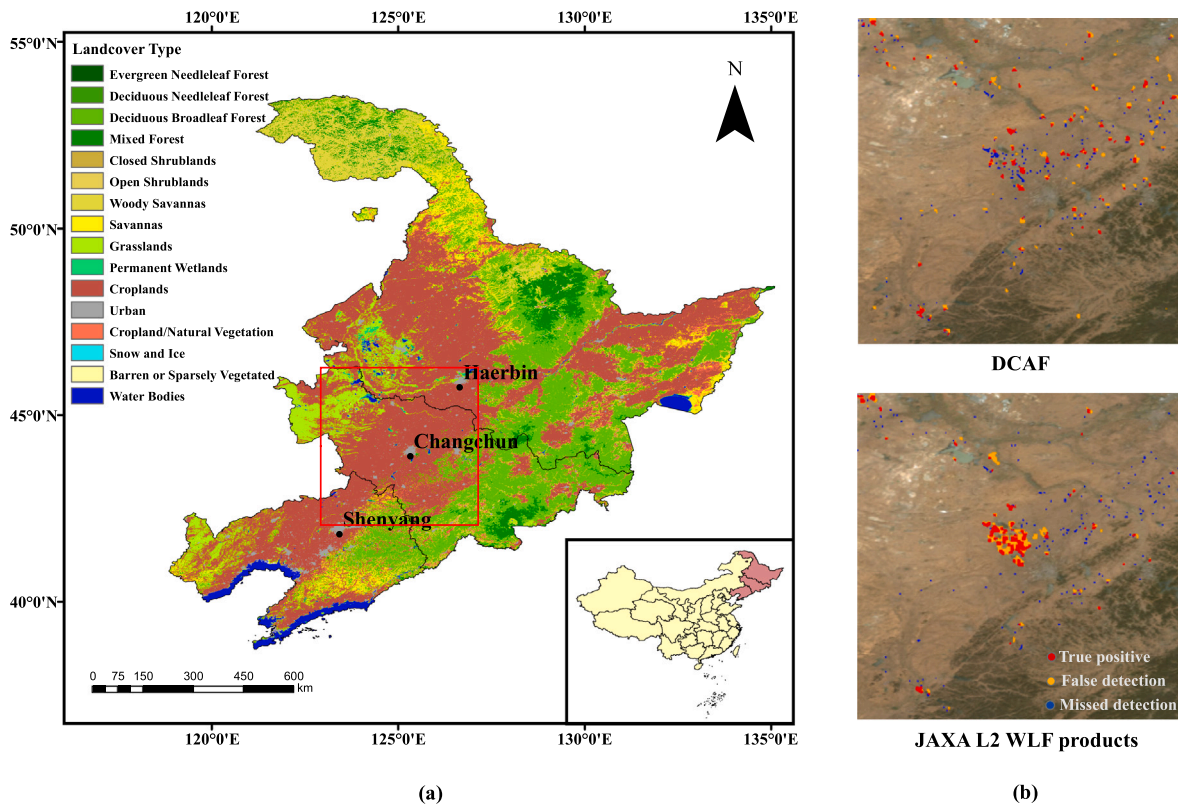 120°0'E 125°0'E 130°0'E 135°0'E
55°0'N
50°0'N
45°0'N
40°0'N
Landcover Type
Evergreen Needleleaf Forest
Deciduous Needleleaf Forest
Deciduous Broadleaf Forest
Mixed Forest
Closed Shrublands
Open Shrublands
Woody Savannas
Savannas
Grasslands
Permanent Wetlands
Croplands
Urban
Cropland/Natural Vegetation
Snow and Ice
Barren or Sparsely Vegetated
Water Bodies
N
Haerbin
Changchun
Shenyang
0 75 150 300 450 600
km
120°0'E 125°0'E 130°0'E 135°0'E
(a)
DCAF
True positive
False detection
Missed detection
JAXA L2 WLF products
(b)